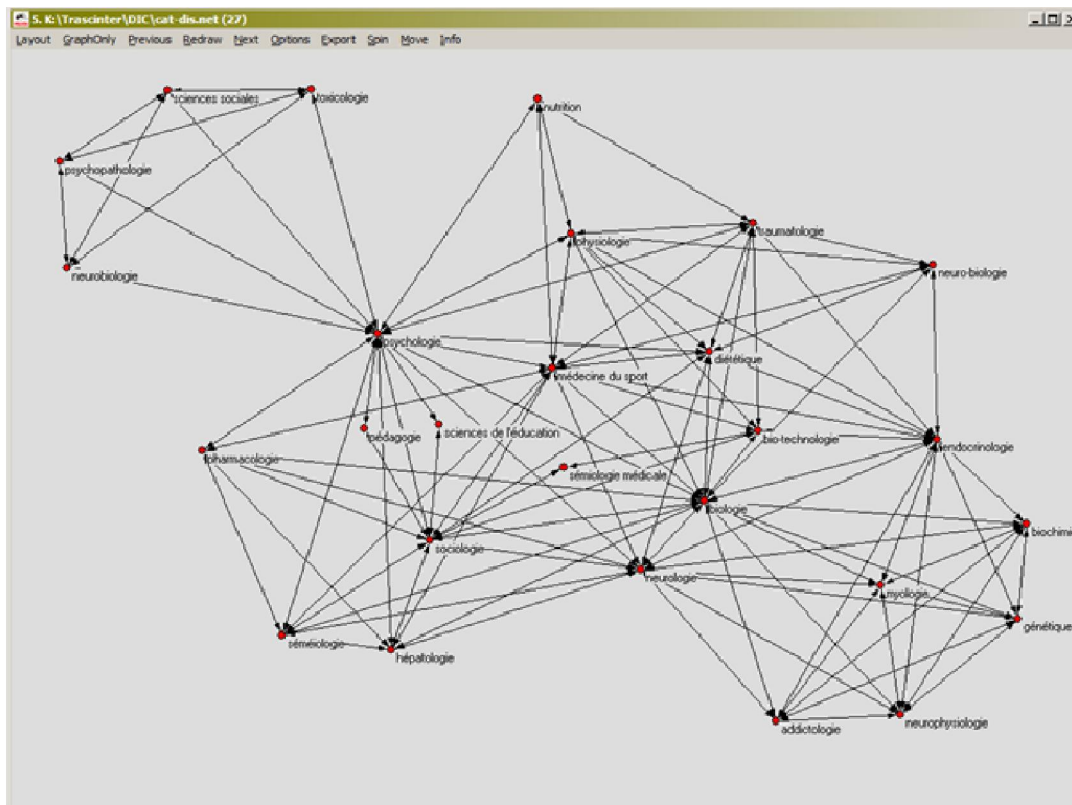 5. K:\Trascinter\DIC\cat-dis.net (27)
Layout GraphOnly Previous Redraw Next Options Export Spin Move Info
sciences sociales
toxicologie
nutrition
psychopathologie
physiologie
traumatologie
neurobiologie
neuro-biologie
psychologie
diététique
médecine du sport
pédagogie
sciences de l'éducation
bio-technologie
pharmacologie
endocrinologie
sémiologie médicale
biologie
biochimi
sociologie
neurologie
myologie
génétique
séméiologie
hépatologie
addictologie
neurophysiologie